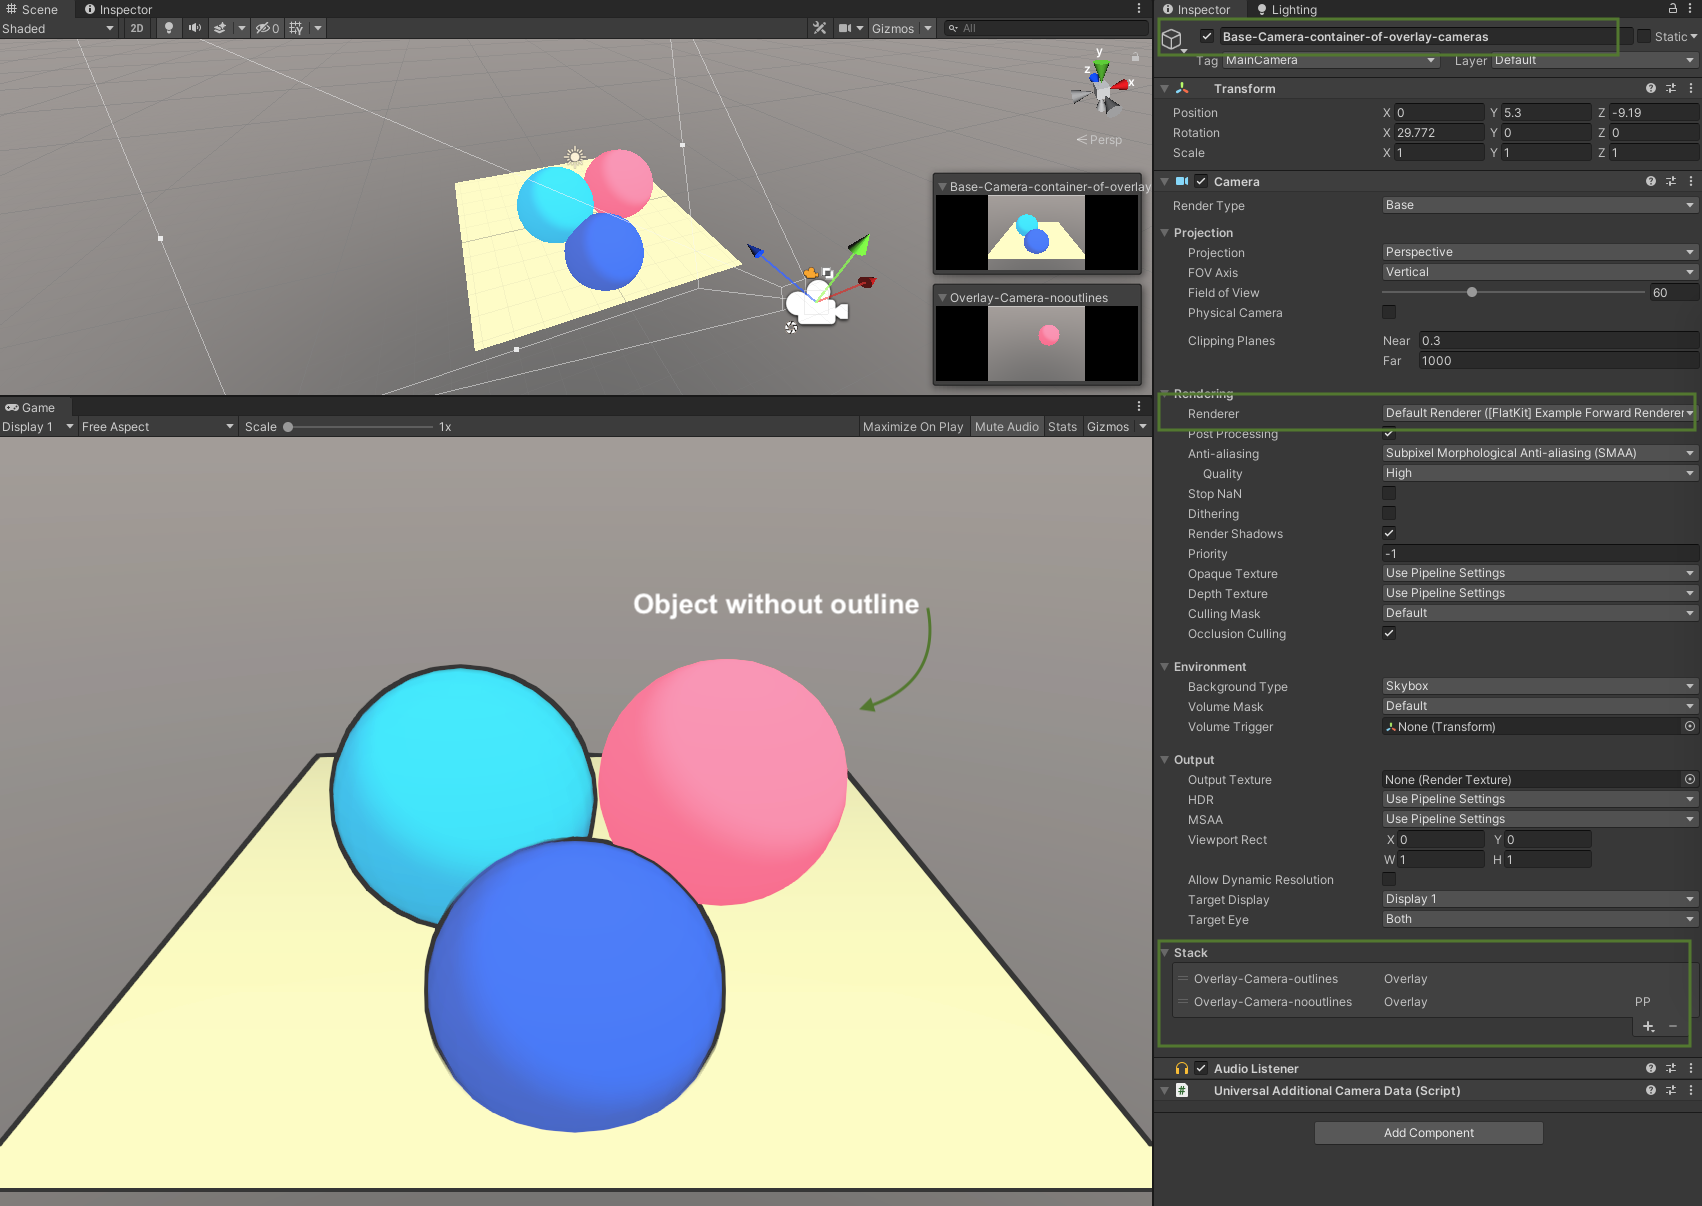 Scene Inspector
Shaded 2D 0 Gizmos All
y
z
x
Persp
Base-Camera-container-of-overlay
Overlay-Camera-nooutlines
Game
Display 1 Free Aspect Scale 1x Maximize On Play Mute Audio Stats Gizmos
Object without outline
Inspector Lighting
Base-Camera-container-of-overlay-cameras Static
Tag MainCamera Layer Default
Transform
Position X 0 Y 5.3 Z -9.19
Rotation X 29.772 Y 0 Z 0
Scale X 1 Y 1 Z 1
Camera
Render Type Base
Projection
Projection Perspective
FOV Axis Vertical
Field of View 60
Physical Camera
Clipping Planes Near 0.3
Far 1000
Rendering
Renderer Default Renderer ([FlatKit] Example Forward Renderer
Post Processing
Anti-aliasing Subpixel Morphological Anti-aliasing (SMAA)
Quality High
Stop NaN
Dithering
Render Shadows
Priority -1
Opaque Texture Use Pipeline Settings
Depth Texture Use Pipeline Settings
Culling Mask Default
Occlusion Culling
Environment
Background Type Skybox
Volume Mask Default
Volume Trigger None (Transform)
Output
Output Texture None (Render Texture)
HDR Use Pipeline Settings
MSAA Use Pipeline Settings
Viewport Rect X 0 Y 0
W 1 H 1
Allow Dynamic Resolution
Target Display Display 1
Target Eye Both
Stack
Overlay-Camera-outlines Overlay
Overlay-Camera-nooutlines Overlay PP
Audio Listener
Universal Additional Camera Data (Script)
Add Component